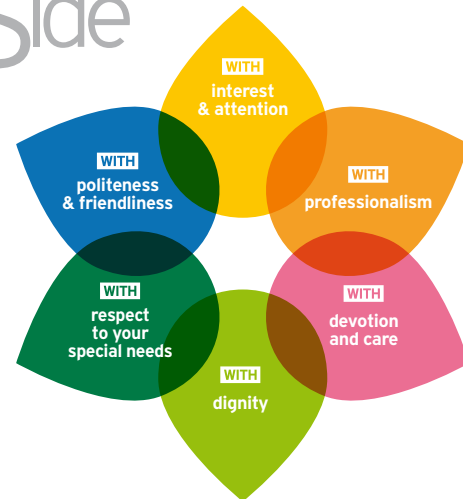 side
WITH
interest
& attention
WITH
politeness
& friendliness
WITH
professionalism
WITH
respect
to your
special needs
WITH
devotion
and care
WITH
dignity